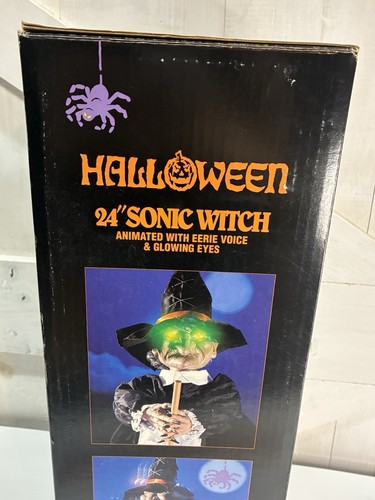 HALLOWEEN
24" SONIC WITCH
ANIMATED WITH EERIE VOICE
& GLOWING EYES